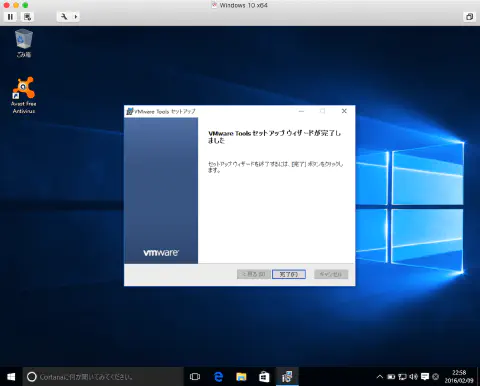 Windows 10 x64
ごみ箱
Avast Free
Antivirus
VMware Tools セットアップ
VMware Tools セットアップ ウィザードが完了し
ました
セットアップ ウィザードを終了するには、[完了] ボタンをクリックしま
す。
vmware
< 戻る(B)
完了(F)
キャンセル
Cortanaに何か聞いてみてください。
22:58
2016/02/09